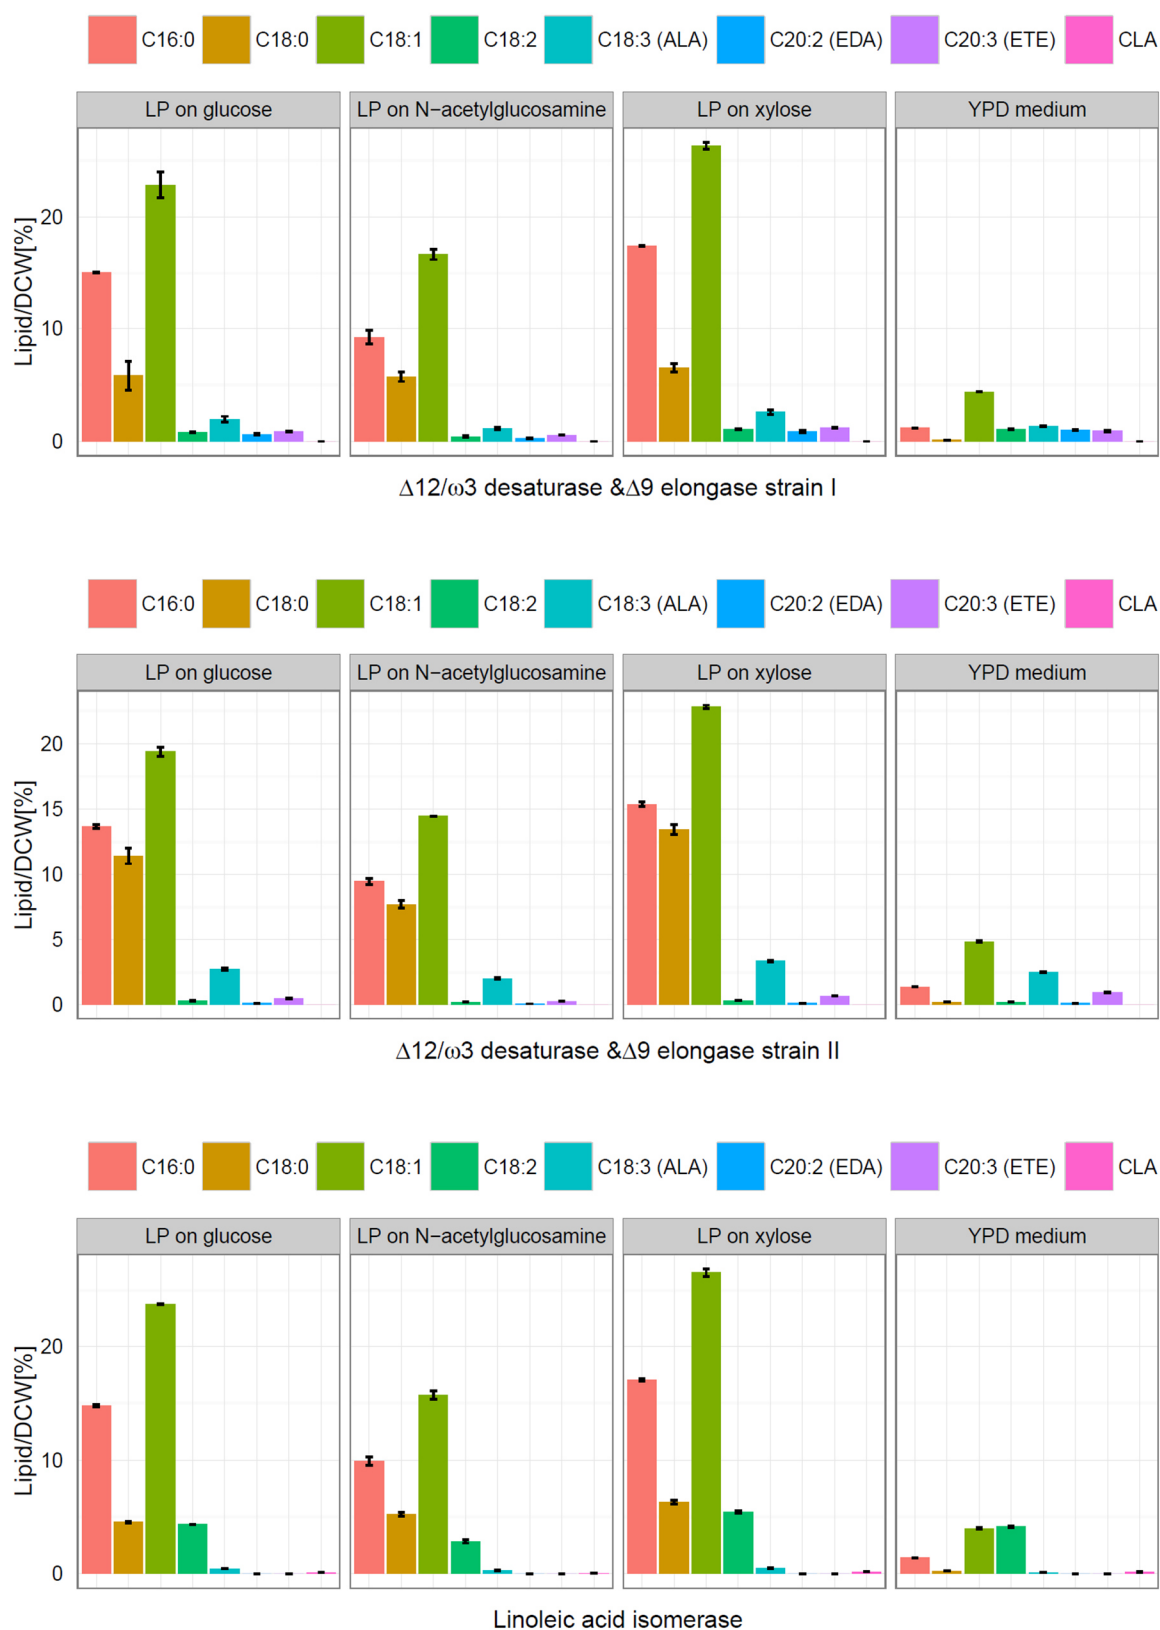 C16:0 C18:0 C18:1 C18:2 C18:3 (ALA) C20:2 (EDA) C20:3 (ETE) CLA
LP on glucose LP on N−acetylglucosamine LP on xylose YPD medium
Lipid/DCW[%]
20
10
0
Δ12/ω3 desaturase &Δ9 elongase strain I
C16:0 C18:0 C18:1 C18:2 C18:3 (ALA) C20:2 (EDA) C20:3 (ETE) CLA
LP on glucose LP on N−acetylglucosamine LP on xylose YPD medium
Lipid/DCW[%]
20
15
10
5
0
Δ12/ω3 desaturase &Δ9 elongase strain II
C16:0 C18:0 C18:1 C18:2 C18:3 (ALA) C20:2 (EDA) C20:3 (ETE) CLA
LP on glucose LP on N−acetylglucosamine LP on xylose YPD medium
Lipid/DCW[%]
20
10
0
Linoleic acid isomerase